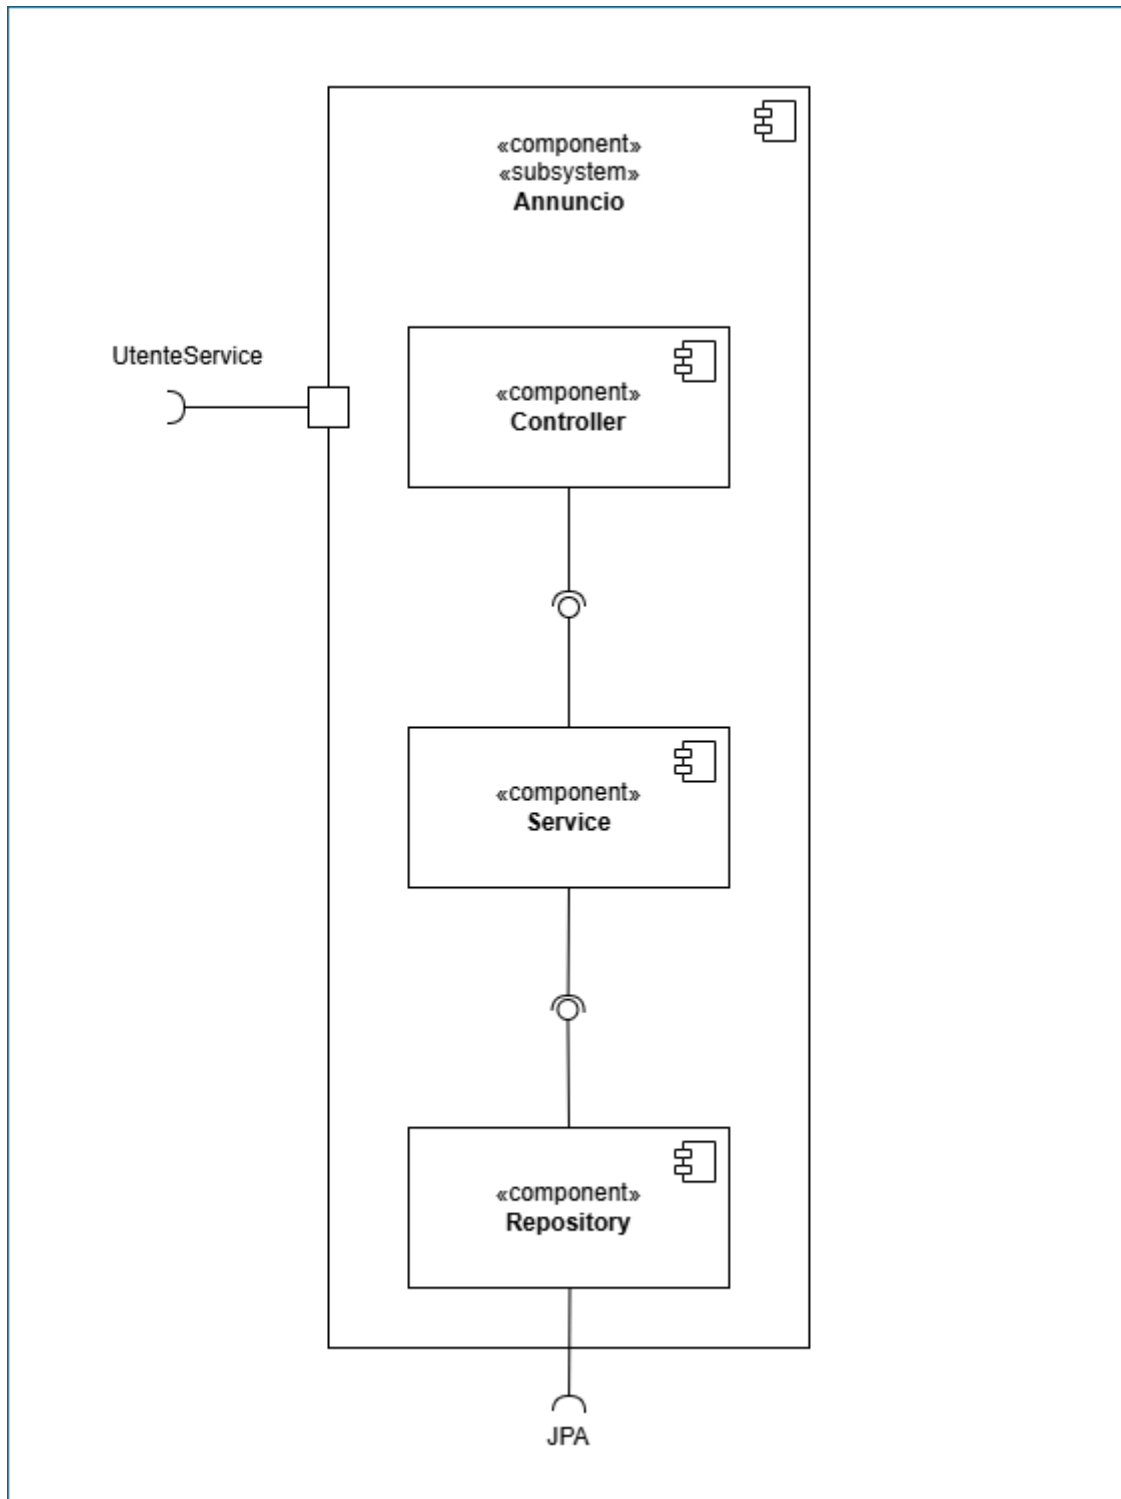 «component»
«subsystem»
Annuncio
UtenteService
«component»
Controller
«component»
Service
«component»
Repository
JPA